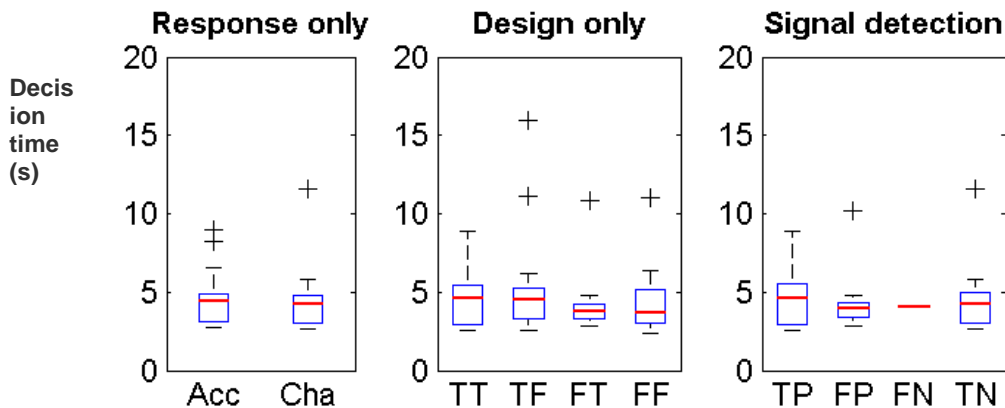 Response only
Design only
Signal detection
Decis
ion
time
(s)
20
15
10
5
0
Acc Cha
20
15
10
5
0
TT TF FT FF
20
15
10
5
0
TP FP FN TN